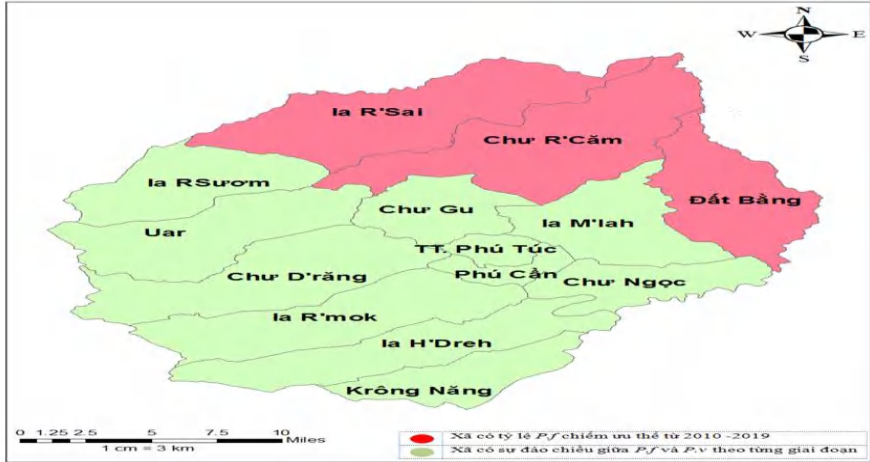 N
W E
S
Ia R'Sai
Chư R'Căm
Ia RSươm
Đất Bằng
Chư Gu
Ia M'lah
Uar
TT. Phú Túc
Chư D'răng
Phú Cần
Chư Ngọc
Ia R'mok
Ia H'Dreh
Krông Năng
0 1.25 2.5 5 7.5 10
Miles
1 cm = 3 km
Xã có tỷ lệ P.f chiếm ưu thế từ 2010 -2019
Xã có sự đảo chiều giữa P.f và P.v theo từng giai đoạn